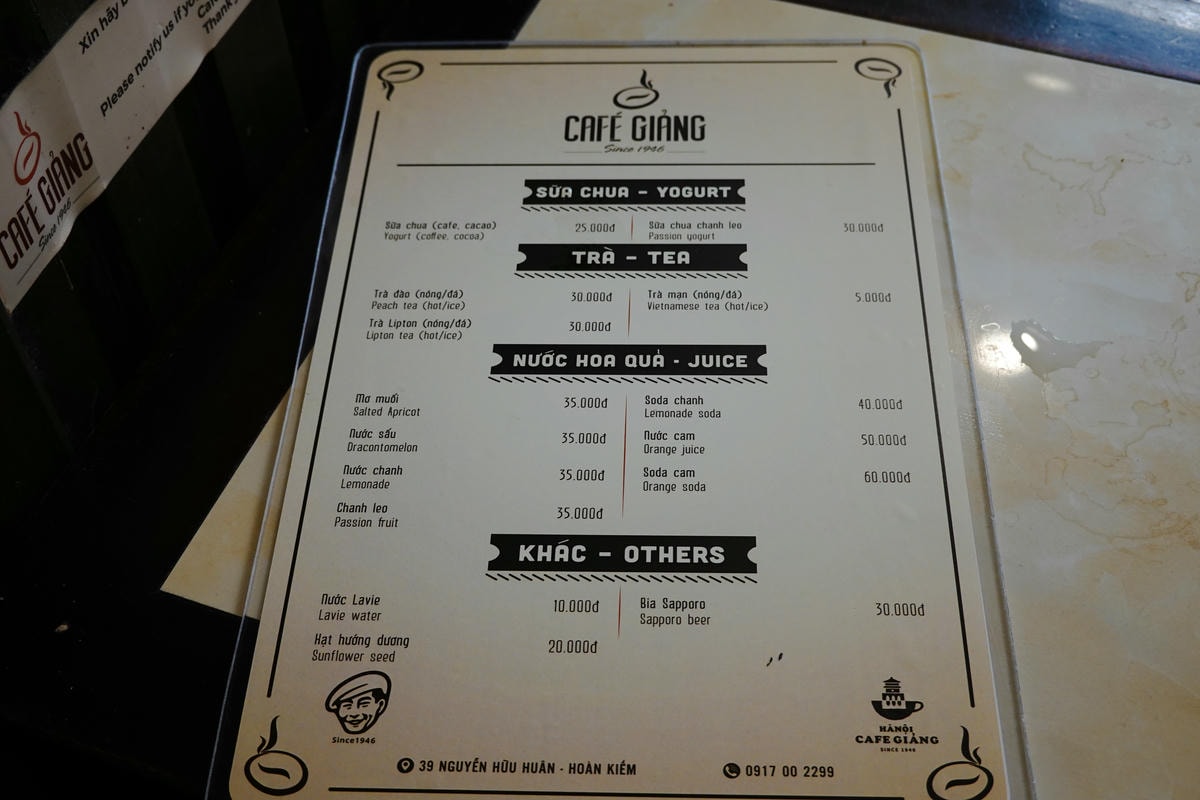 Xin hãy
Please notify us if
Thank
CAFÉ GIẢNG
Since 1946
CAFÉ GIẢNG
Since 1946
SỮA CHUA - YOGURT
Sữa chua (cafe, cacao) 25.000đ
Yogurt (coffee, cocoa)
Sữa chua chanh leo 30.000đ
Passion yogurt
TRÀ - TEA
Trà đào (nóng/đá) 30.000đ
Peach tea (hot/ice)
Trà Lipton (nóng/đá) 30.000đ
Lipton tea (hot/ice)
Trà mạn (nóng/đá) 5.000đ
Vietnamese tea (hot/ice)
NƯỚC HOA QUẢ - JUICE
Mơ muối 35.000đ
Salted Apricot
Nước sấu 35.000đ
Dracontomelon
Nước chanh 35.000đ
Lemonade
Chanh leo 35.000đ
Passion fruit
Soda chanh 40.000đ
Lemonade soda
Nước cam 50.000đ
Orange juice
Soda cam 60.000đ
Orange soda
KHÁC - OTHERS
Nước Lavie 10.000đ
Lavie water
Hạt hướng dương 20.000đ
Sunflower seed
Bia Sapporo 30.000đ
Sapporo beer
Since1946
HÀNỘI
CAFE GIẢNG
SINCE 1946
39 NGUYỄN HỮU HUÂN - HOÀN KIẾM
0917 00 2299